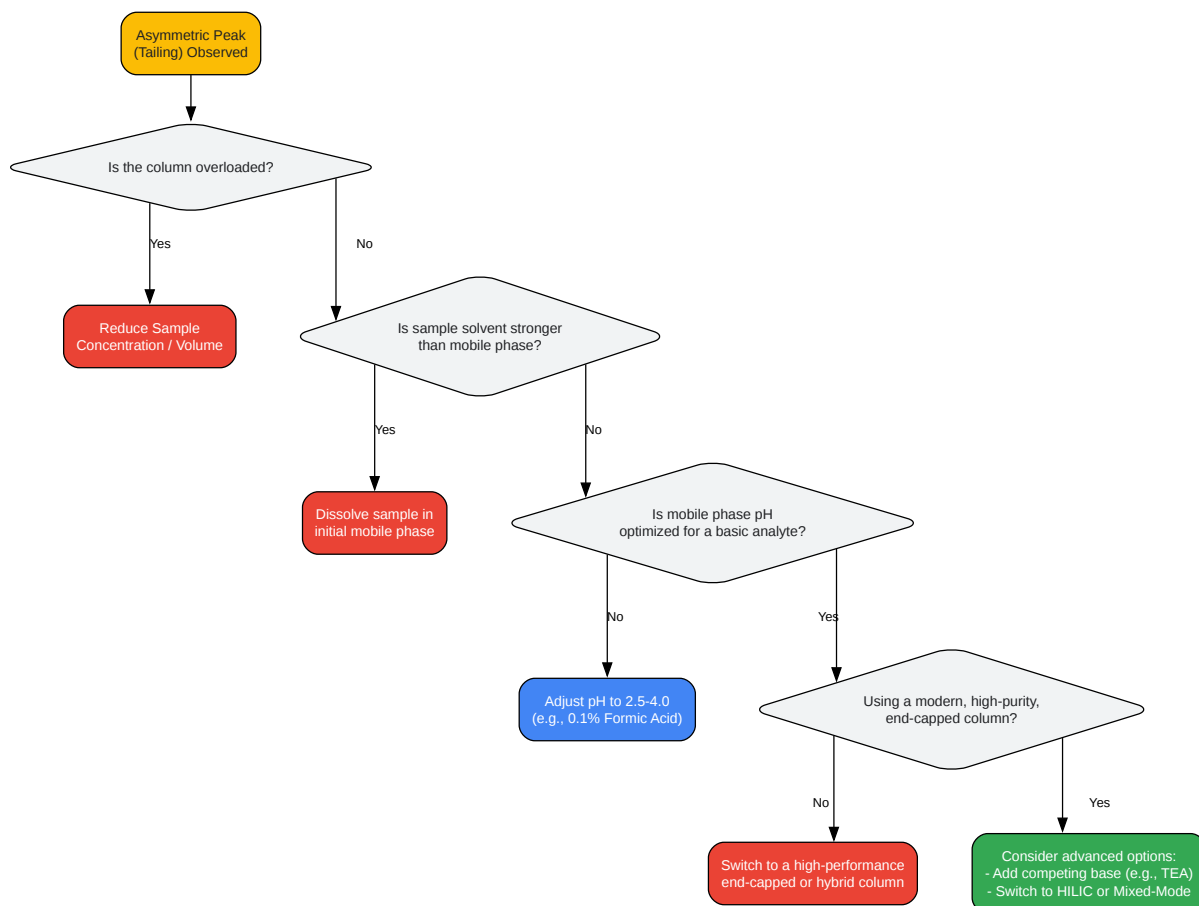 Asymmetric Peak
(Tailing) Observed
Is the column overloaded?
Yes
No
Reduce Sample
Concentration / Volume
Is sample solvent stronger
than mobile phase?
Yes
No
Dissolve sample in
initial mobile phase
Is mobile phase pH
optimized for a basic analyte?
No
Yes
Adjust pH to 2.5-4.0
(e.g., 0.1% Formic Acid)
Using a modern, high-purity,
end-capped column?
No
Yes
Switch to a high-performance
end-capped or hybrid column
Consider advanced options:
- Add competing base (e.g., TEA)
- Switch to HILIC or Mixed-Mode